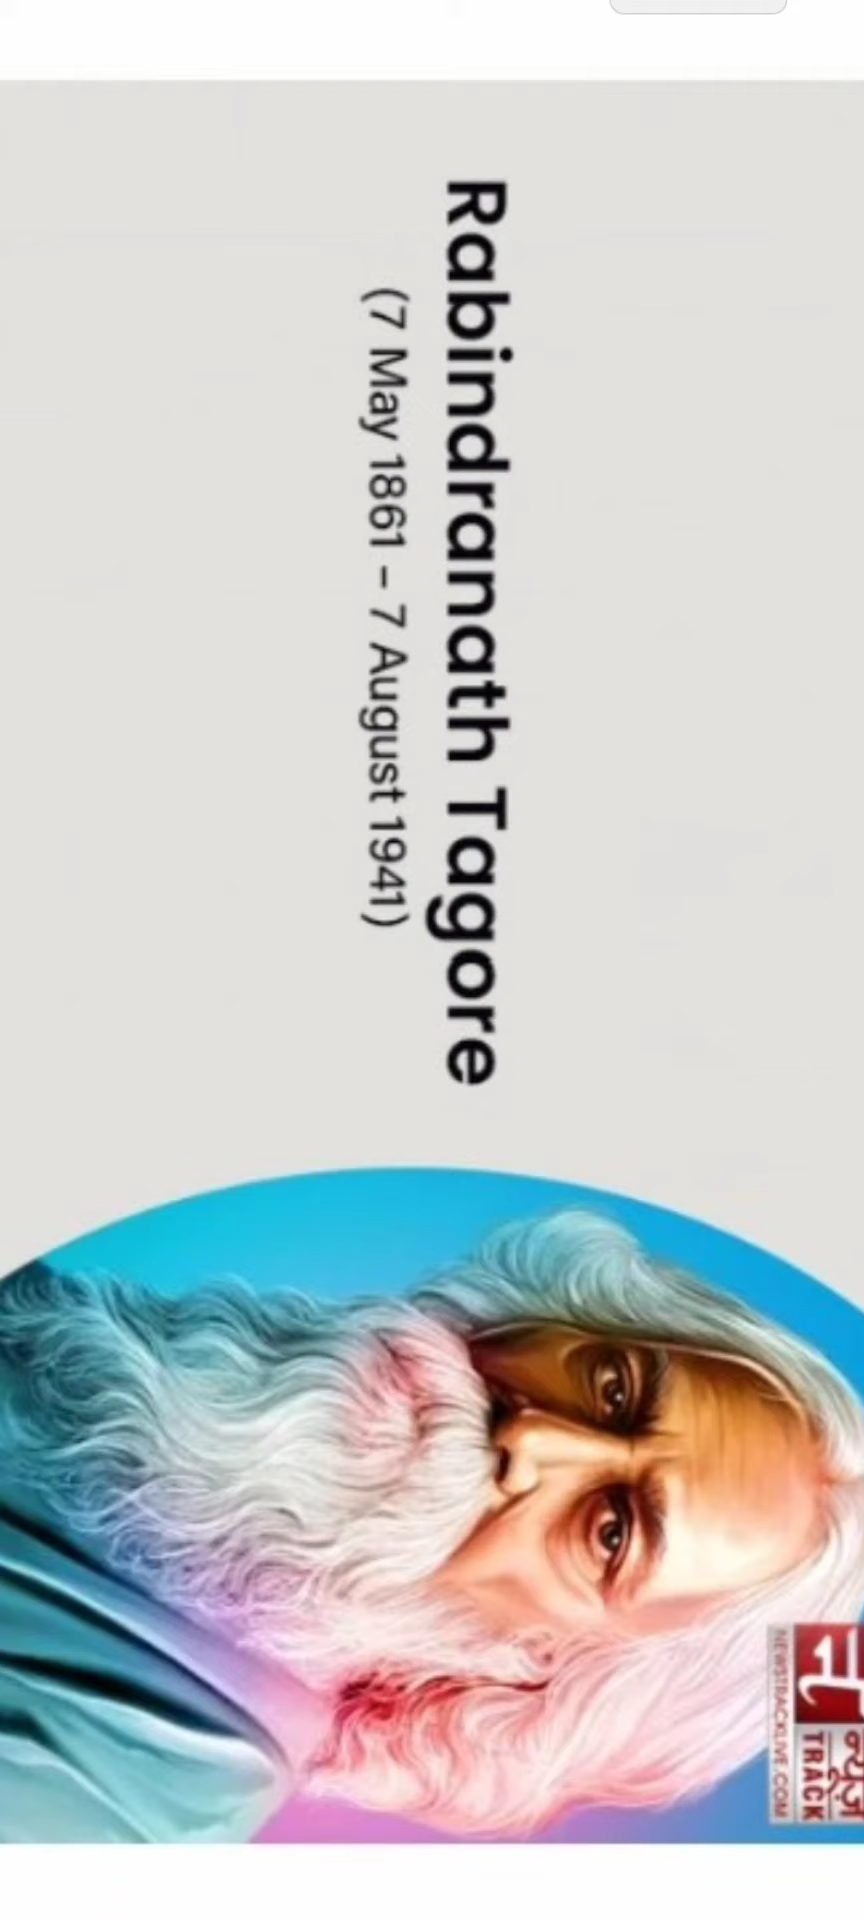 Rabindranath Tagore
(7 May 1861 – 7 August 1941)
न्यूज़
TRACK
NEWSTRACKLIVE.COM